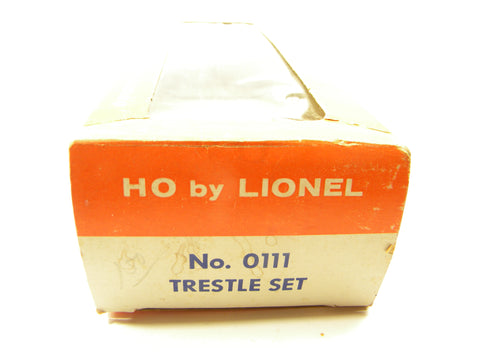 HO by LIONEL
No. 0111
TRESTLE SET